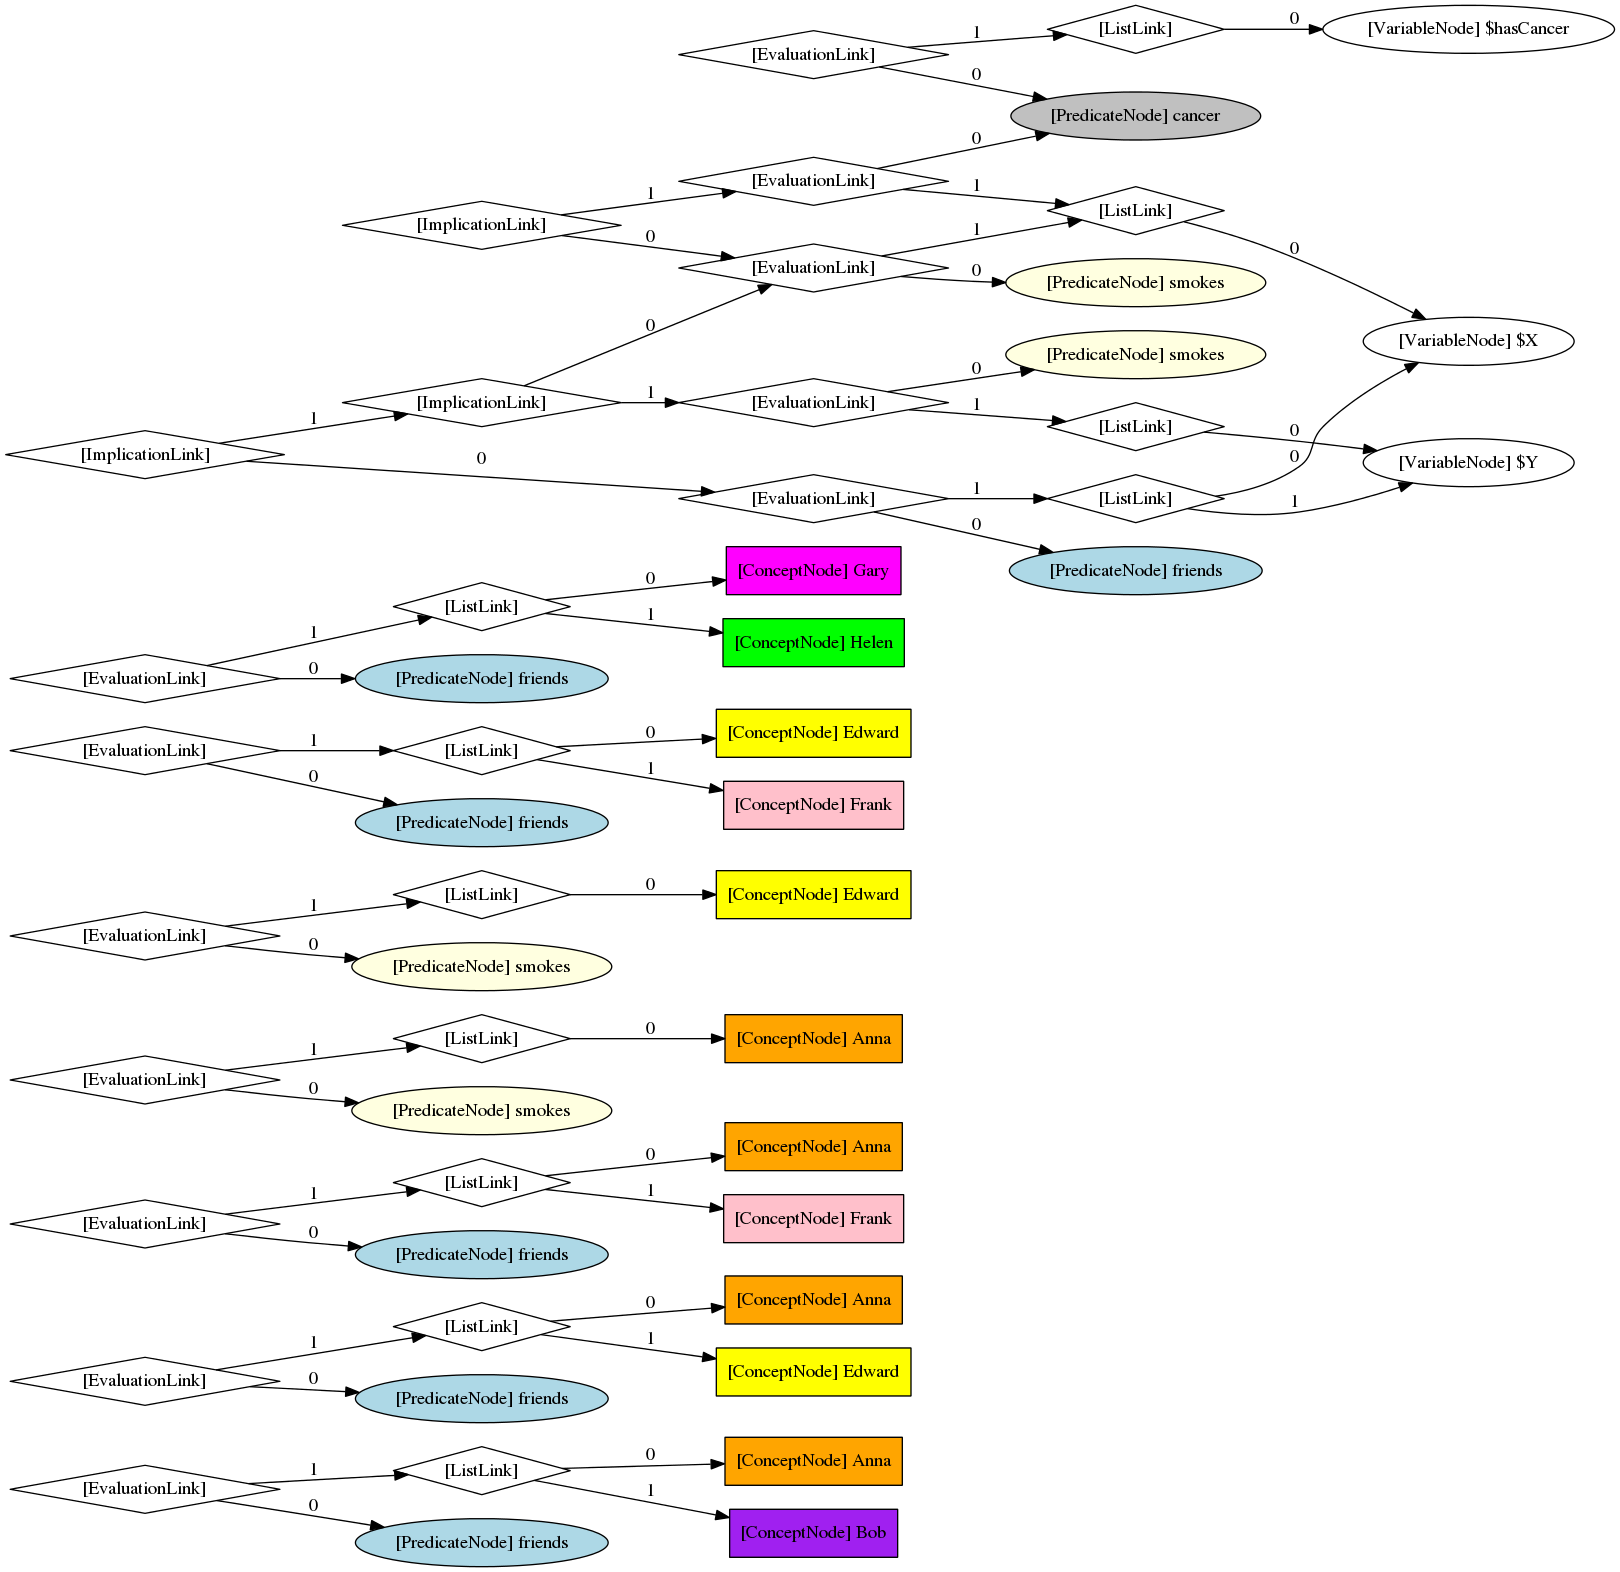 1
[ListLink]
0
[VariableNode] $hasCancer
[EvaluationLink]
0
[PredicateNode] cancer
0
[EvaluationLink]
1
1
[ListLink]
[ImplicationLink]
0
1
0
[EvaluationLink]
0
[PredicateNode] smokes
0
[VariableNode] $X
[PredicateNode] smokes
0
[ImplicationLink]
1
[EvaluationLink]
1
0
1
[ListLink]
[ImplicationLink]
0
0
[VariableNode] $Y
1
[EvaluationLink]
[ListLink]
1
0
[PredicateNode] friends
0
[ConceptNode] Gary
[ListLink]
1
1
[ConceptNode] Helen
0
[EvaluationLink]
[PredicateNode] friends
0
[ConceptNode] Edward
1
[EvaluationLink]
[ListLink]
1
0
[ConceptNode] Frank
[PredicateNode] friends
0
[ListLink]
[ConceptNode] Edward
1
[EvaluationLink]
0
[PredicateNode] smokes
0
[ListLink]
[ConceptNode] Anna
1
[EvaluationLink]
0
[PredicateNode] smokes
0
[ConceptNode] Anna
[ListLink]
1
1
[EvaluationLink]
[ConceptNode] Frank
0
[PredicateNode] friends
0
[ConceptNode] Anna
[ListLink]
1
1
[EvaluationLink]
0
[ConceptNode] Edward
[PredicateNode] friends
0
[ConceptNode] Anna
1
[ListLink]
[EvaluationLink]
1
0
[ConceptNode] Bob
[PredicateNode] friends